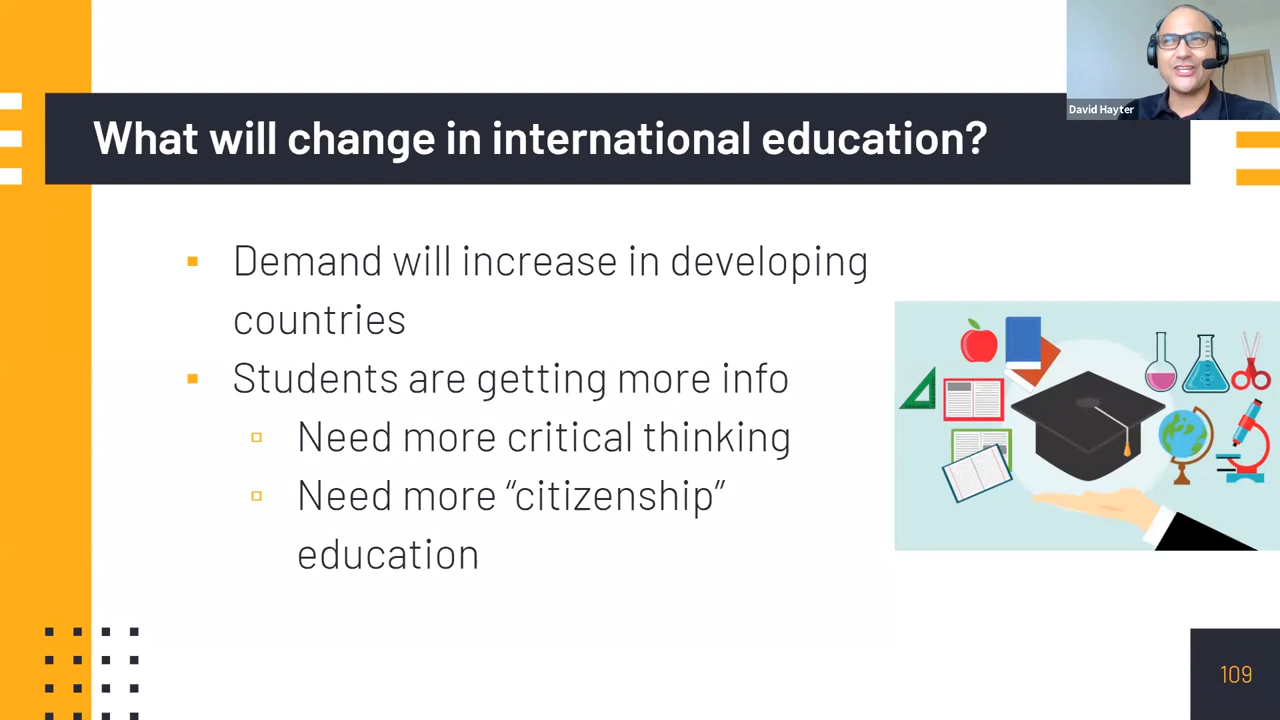 David Hayter
What will change in international education?
▪ Demand will increase in developing
countries
▪ Students are getting more info
▫ Need more critical thinking
▫ Need more “citizenship”
education
109